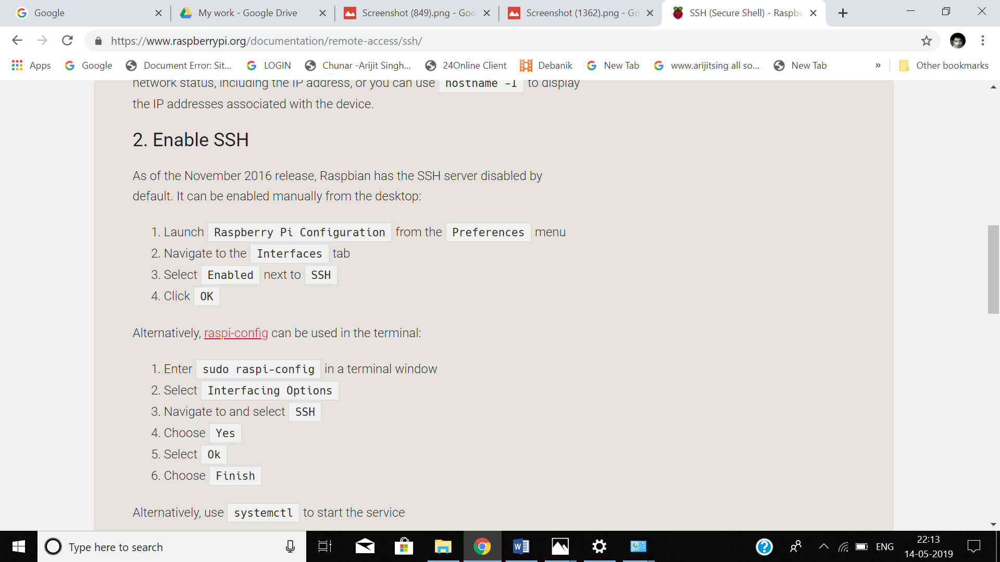 Google
My work - Google Drive
Screenshot (849).png - Goo
Screenshot (1362).png - Go
SSH (Secure Shell) - Raspbe
https://www.raspberrypi.org/documentation/remote-access/ssh/
Apps Google Document Error: Sit... LOGIN Chunar -Arijit Singh... 24Online Client Debanik New Tab www.arijitsing all so... New Tab » Other bookmarks
network status, including the IP address, or you can use hostname -I to display
the IP addresses associated with the device.
2. Enable SSH
As of the November 2016 release, Raspbian has the SSH server disabled by
default. It can be enabled manually from the desktop:
1. Launch Raspberry Pi Configuration from the Preferences menu
2. Navigate to the Interfaces tab
3. Select Enabled next to SSH
4. Click OK
Alternatively, raspi-config can be used in the terminal:
1. Enter sudo raspi-config in a terminal window
2. Select Interfacing Options
3. Navigate to and select SSH
4. Choose Yes
5. Select Ok
6. Choose Finish
Alternatively, use systemctl to start the service
Type here to search
ENG
22:13
14-05-2019